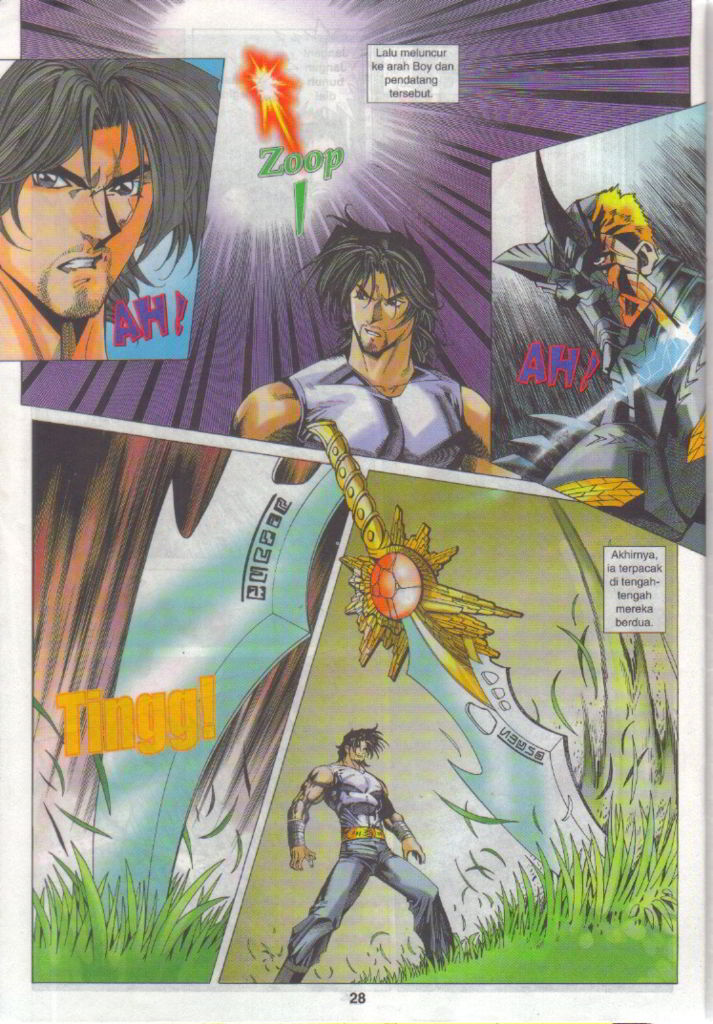 Lalu meluncur
ke arah Boy dan
pendatang
tersebut.
Zoop
!
AH!
AH!
Tingg!
Akhirnya,
ia terpacak
di tengah-
tengah
mereka
berdua.
28